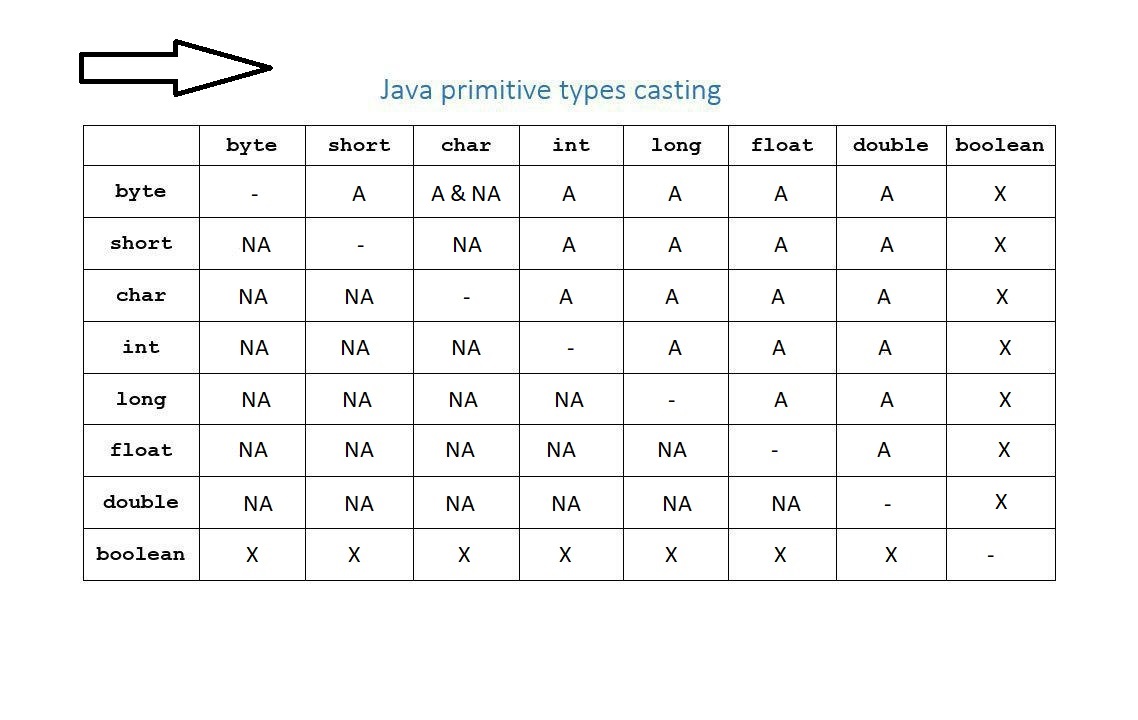 Java primitive types casting
byte short char int long float double boolean
byte - A A & NA A A A A X
short NA - NA A A A A X
char NA NA - A A A A X
int NA NA NA - A A A X
long NA NA NA NA - A A X
float NA NA NA NA NA - A X
double NA NA NA NA NA NA - X
boolean X X X X X X X -